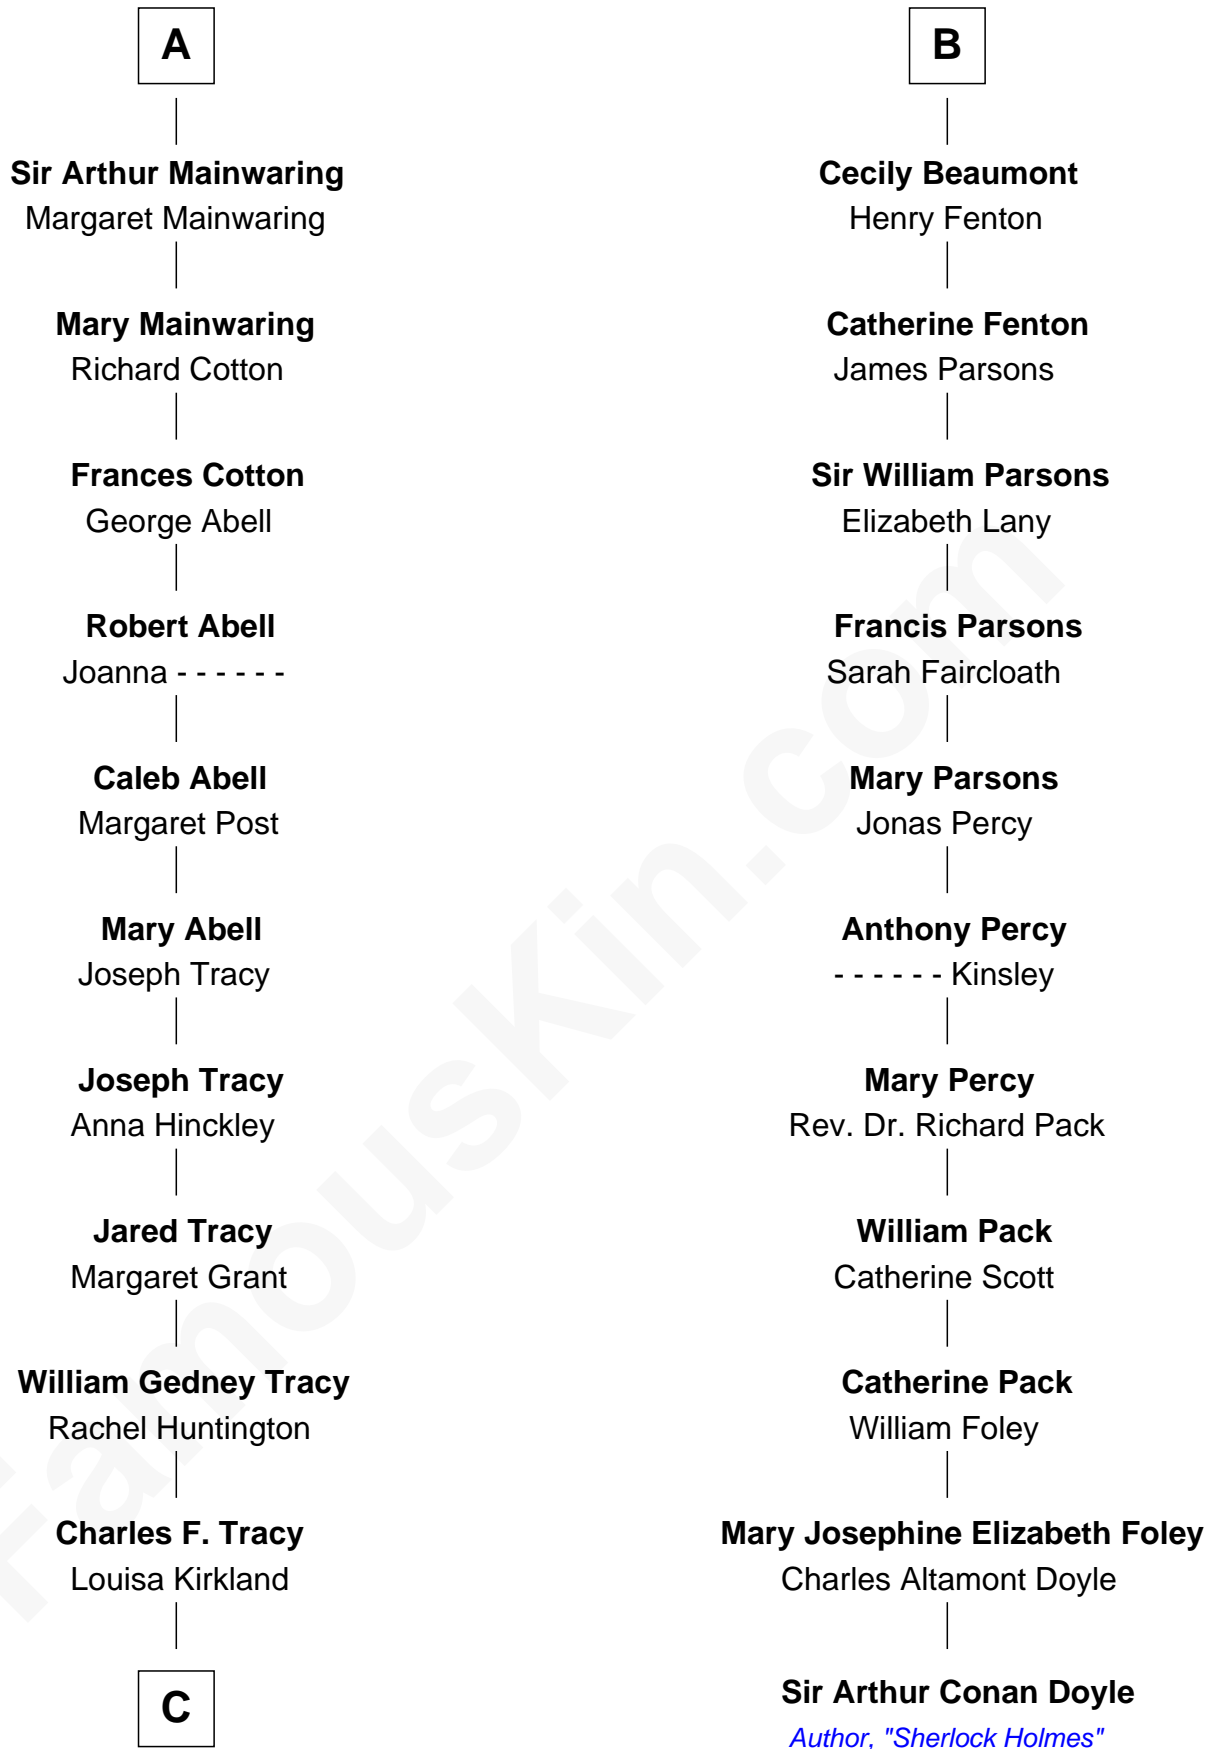 A
Sir Arthur Mainwaring
Margaret Mainwaring
Mary Mainwaring
Richard Cotton
Frances Cotton
George Abell
Robert Abell
Joanna - - - - - -
Caleb Abell
Margaret Post
Mary Abell
Joseph Tracy
Joseph Tracy
Anna Hinckley
Jared Tracy
Margaret Grant
William Gedney Tracy
Rachel Huntington
Charles F. Tracy
Louisa Kirkland
C
B
Cecily Beaumont
Henry Fenton
Catherine Fenton
James Parsons
Sir William Parsons
Elizabeth Lany
Francis Parsons
Sarah Faircloath
Mary Parsons
Jonas Percy
Anthony Percy
- - - - - - Kinsley
Mary Percy
Rev. Dr. Richard Pack
William Pack
Catherine Scott
Catherine Pack
William Foley
Mary Josephine Elizabeth Foley
Charles Altamont Doyle
Sir Arthur Conan Doyle
Author, "Sherlock Holmes"
FamousKin.com